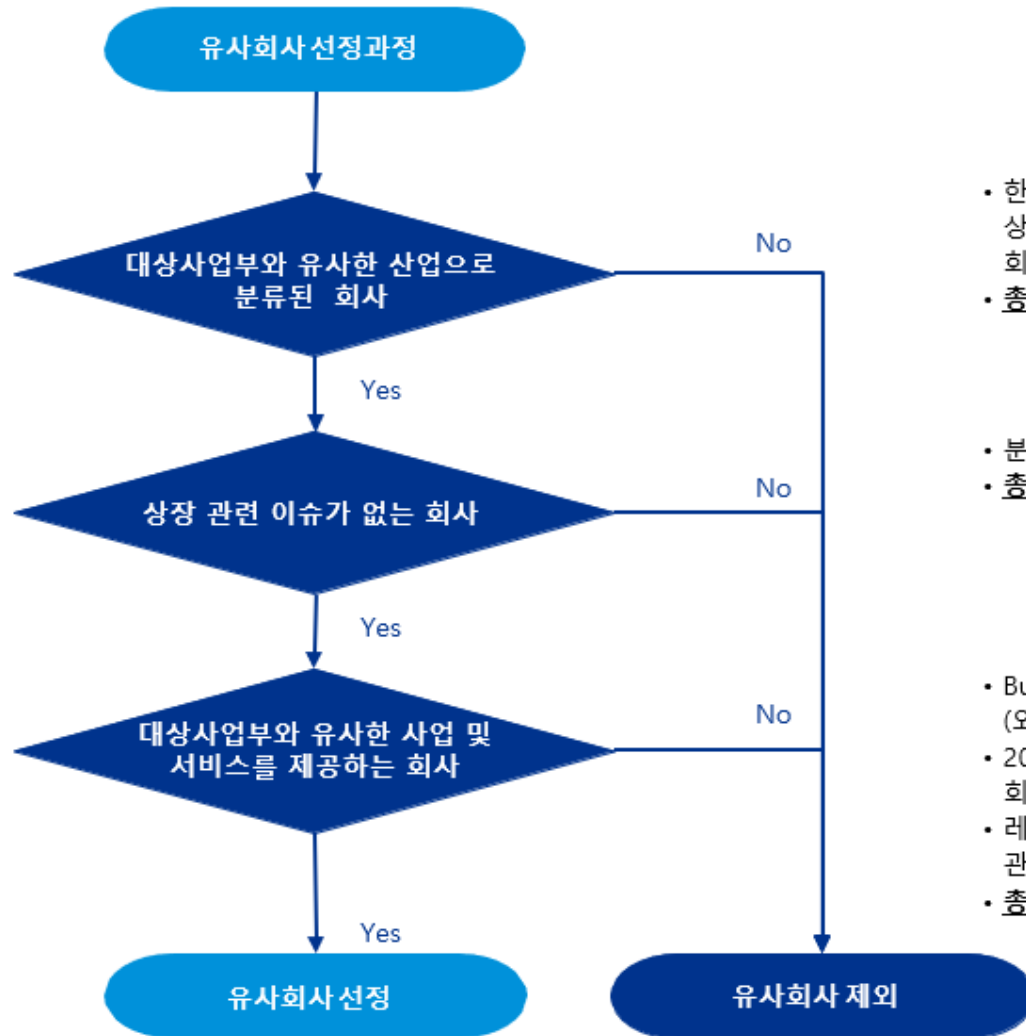 유사회사 선정과정
No
• 한
상
대상사업부와 유사한 산업으로
회
분류된 회사
• 총
Yes
• 분
No
• 총
상장 관련 이슈가 없는 회사
Yes
• Bu
No
(외
대상사업부와 유사한 사업 및
• 20
서비스를 제공하는 회사
회
• 레
관
• 총
Yes
유사회사 선정
유사회사 제외